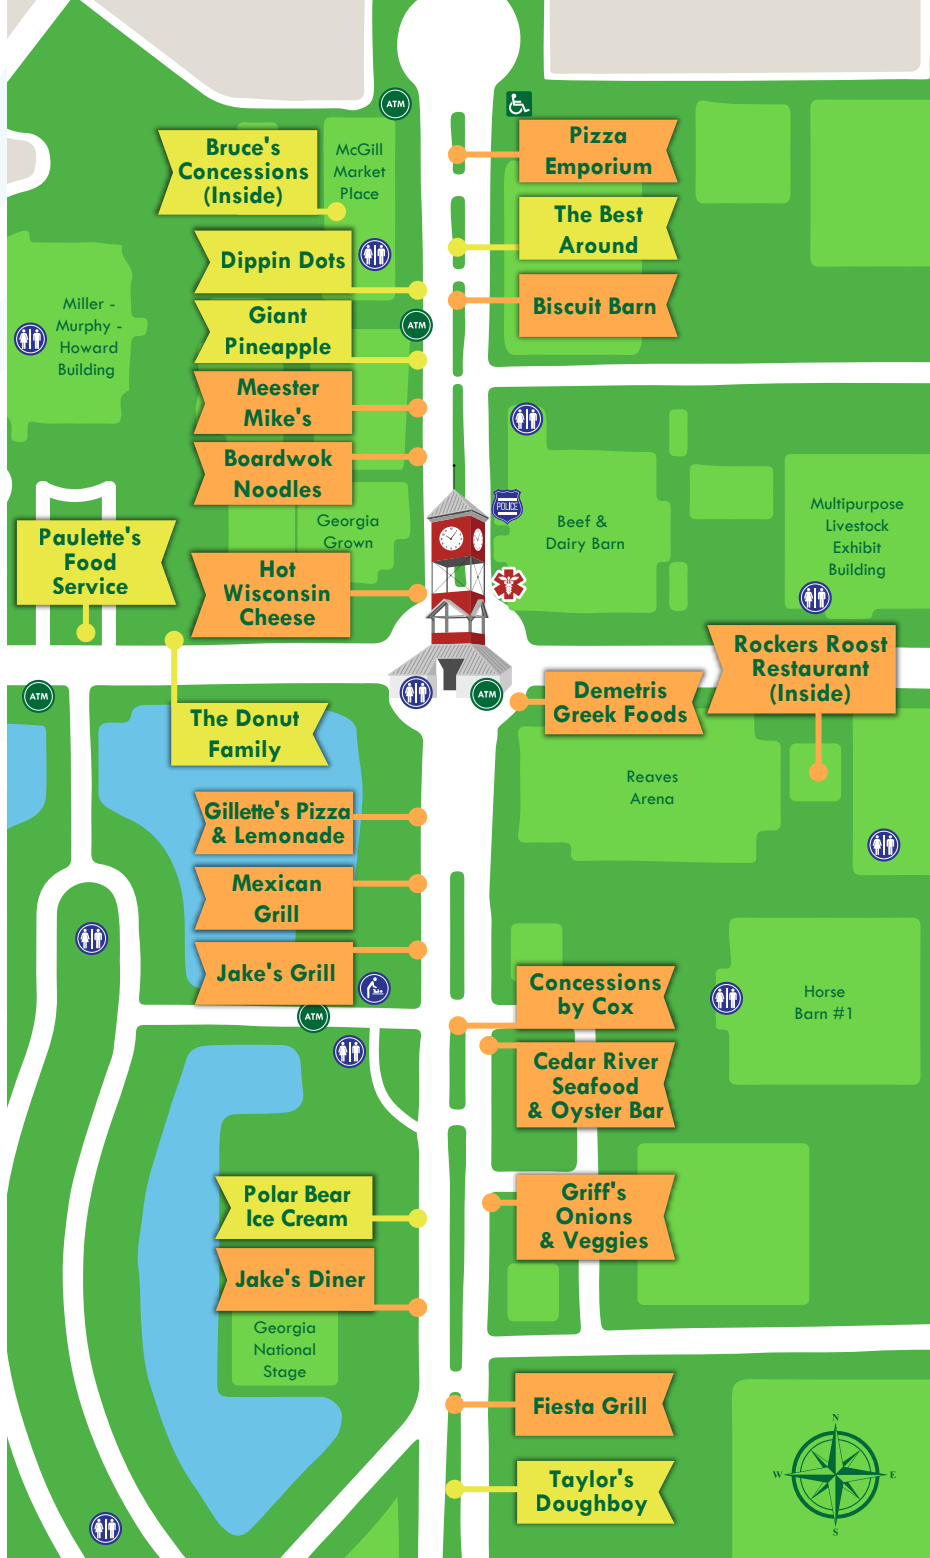 ATM
Pizza
Emporium
Bruce's
Concessions
(Inside)
McGill
Market
Place
The Best
Around
Dippin Dots
Biscuit Barn
Miller -
Murphy -
Howard
Building
Giant
Pineapple
ATM
Meester
Mike's
Boardwok
Noodles
POLICE
Georgia
Grown
Beef &
Dairy Barn
Multipurpose
Livestock
Exhibit
Building
Paulette's
Food
Service
Hot
Wisconsin
Cheese
Rockers Roost
Restaurant
(Inside)
ATM
ATM
Demetris
Greek Foods
The Donut
Family
Reaves
Arena
Gillette's Pizza
& Lemonade
Mexican
Grill
Jake's Grill
ATM
Concessions
by Cox
Horse
Barn #1
Cedar River
Seafood
& Oyster Bar
Polar Bear
Ice Cream
Griff's
Onions
& Veggies
Jake's Diner
Georgia
National
Stage
Fiesta Grill
Taylor's
Doughboy
N
W
E
S